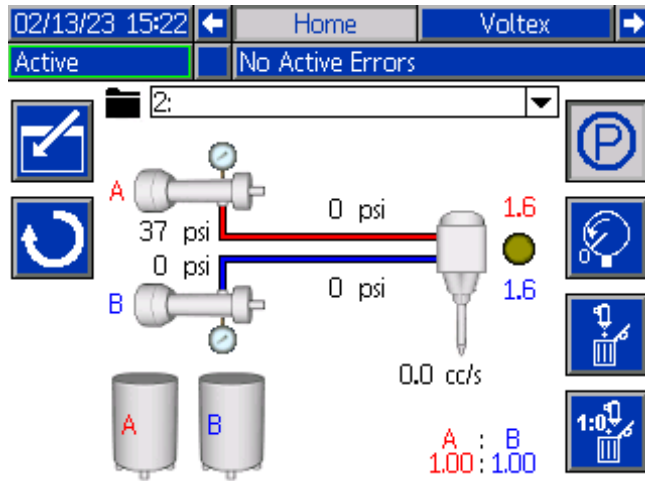 02/13/23 15:22 Home Voltex
Active No Active Errors
2:
P
A
0 psi 1.6
37 psi
0 psi
0
B 0 psi 1.6
0.0 cc/s
A B
1:0
A : B
1.00 : 1.00